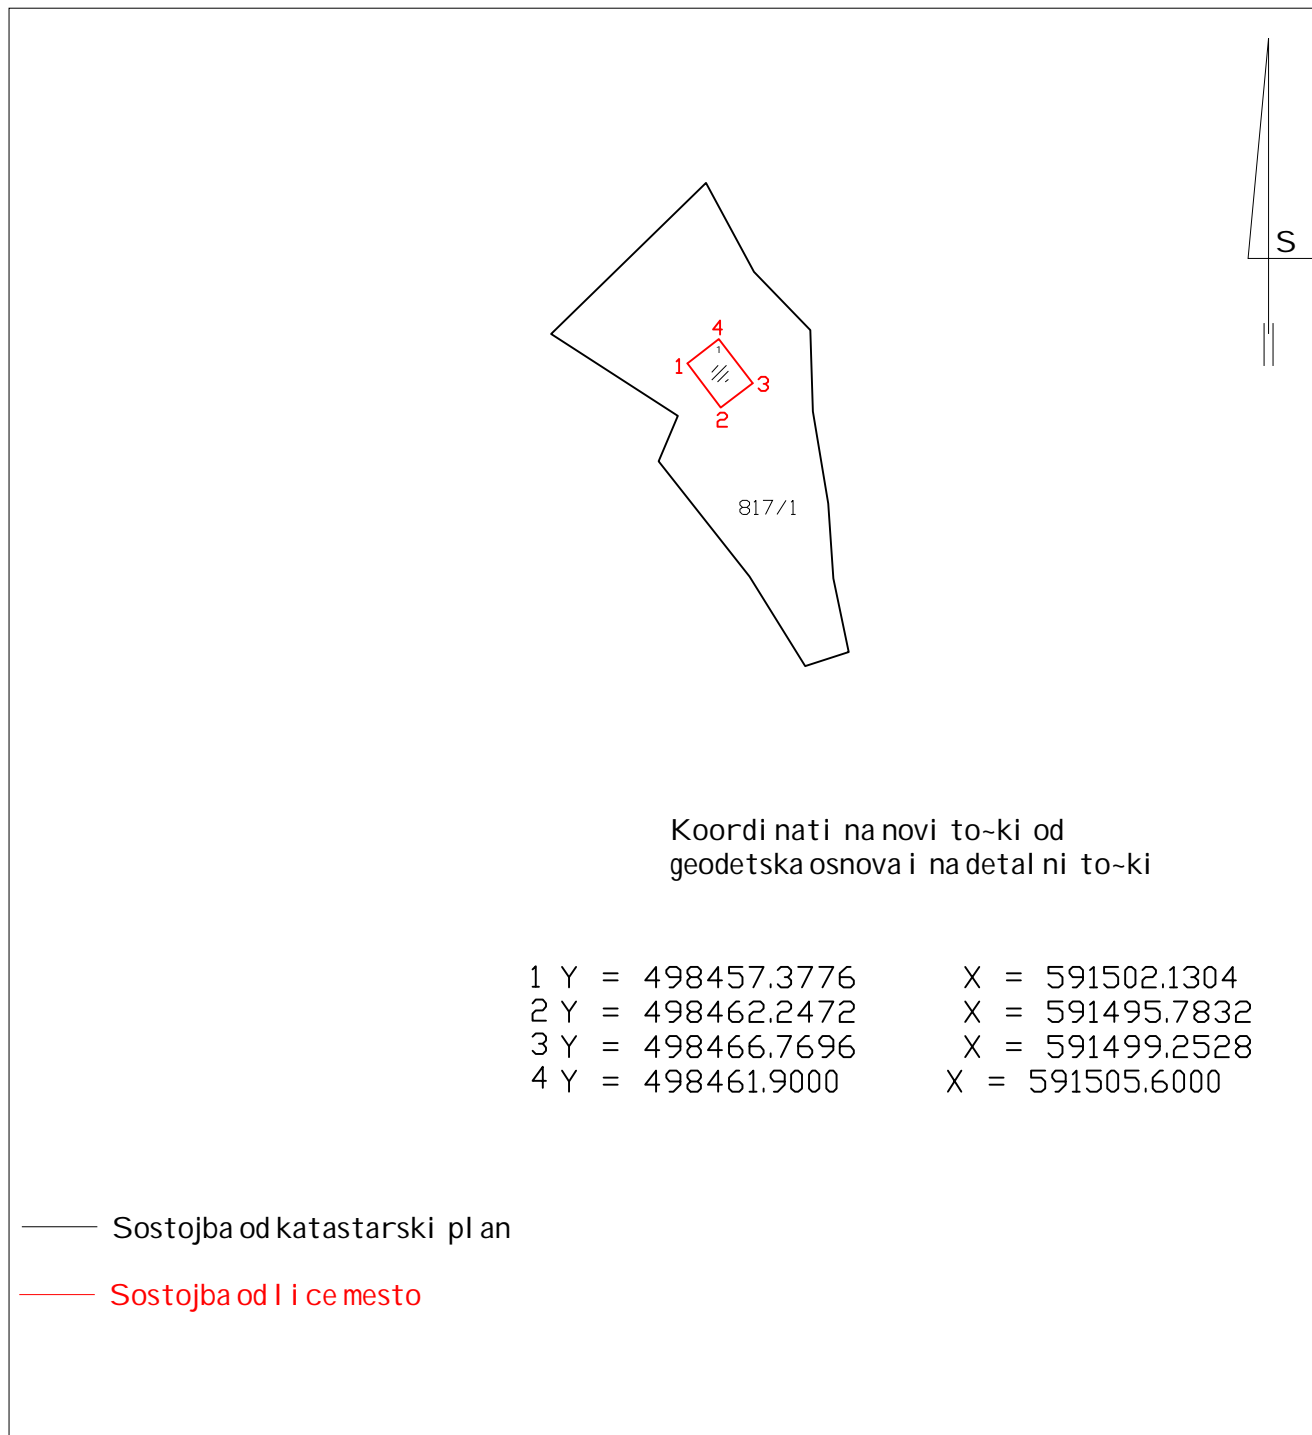 S
4
1
1
3
2
817/1
Koordinati na novi to~ki od
geodetska osnova i na detalni to~ki
1 Y = 498457.3776 X = 591502.1304
2 Y = 498462.2472 X = 591495.7832
3 Y = 498466.7696 X = 591499.2528
4 Y = 498461.9000 X = 591505.6000
Sostojba od katastarski plan
Sostojba od lice mesto